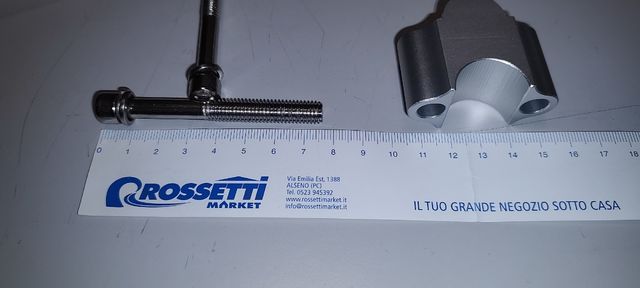 0 1 2 3 4 5 6 7 8 9 10 11 12 13 14 15 16 17 18
ROSSETTI
MARKET
Via Emilia Est, 1388
ALSENO (PC)
Tel. 0523 945392
www.rossettimarket.it
info@rossettimarket.it
IL TUO GRANDE NEGOZIO SOTTO CASA